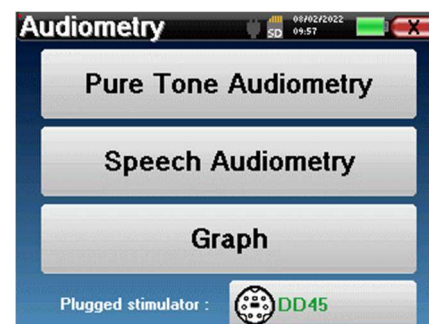 Audiometry
SD
08/02/2022
09:57
X
Pure Tone Audiometry
Speech Audiometry
Graph
Plugged stimulator : DD45